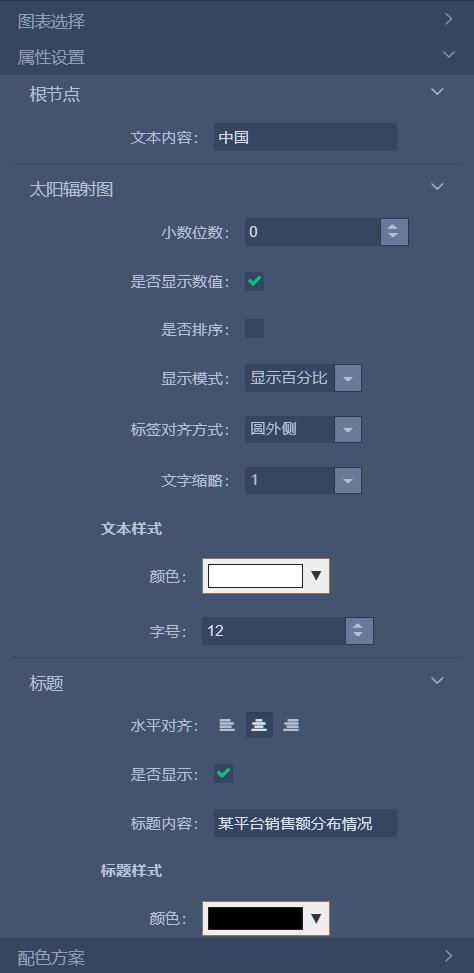 图表选择
属性设置
根节点
文本内容： 中国
太阳辐射图
小数位数： 0
是否显示数值：
是否排序：
显示模式： 显示百分比
标签对齐方式： 圆外侧
文字缩略： 1
文本样式
颜色：
字号： 12
标题
水平对齐：
是否显示：
标题内容： 某平台销售额分布情况
标题样式
颜色：
配色方案